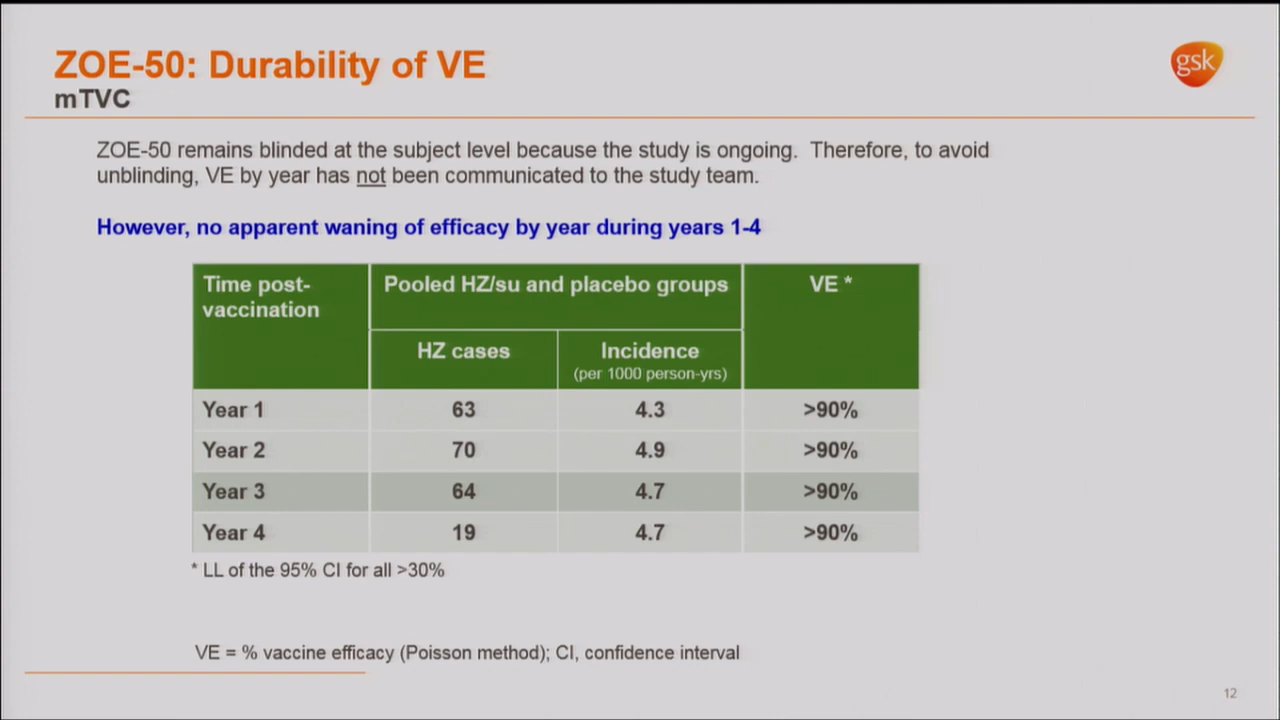 ZOE-50: Durability of VE
mTVC
gsk
ZOE-50 remains blinded at the subject level because the study is ongoing. Therefore, to avoid
unblinding, VE by year has not been communicated to the study team.
However, no apparent waning of efficacy by year during years 1-4
Time post-vaccination
Pooled HZ/su and placebo groups
VE *
HZ cases
Incidence
(per 1000 person-yrs)
Year 1 63 4.3 >90%
Year 2 70 4.9 >90%
Year 3 64 4.7 >90%
Year 4 19 4.7 >90%
* LL of the 95% CI for all >30%
VE = % vaccine efficacy (Poisson method); CI, confidence interval
12